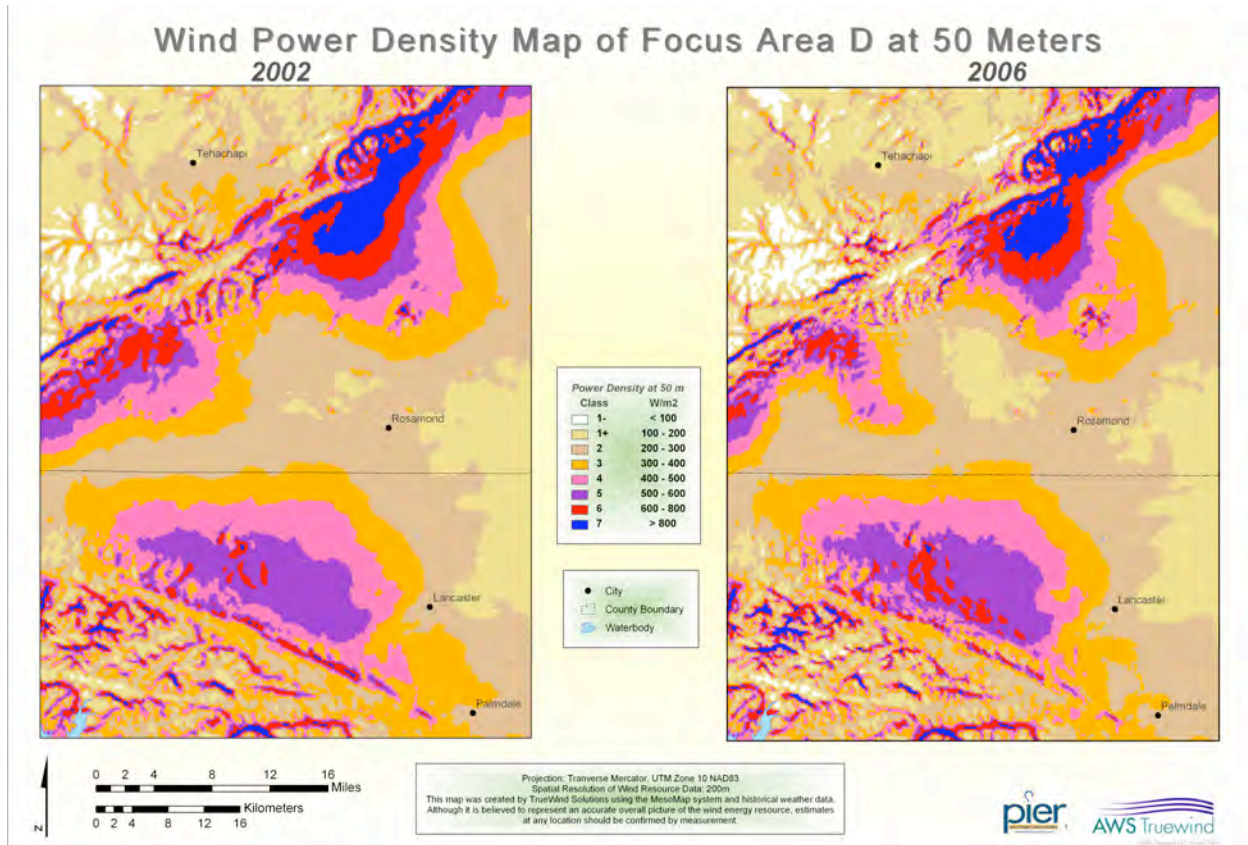 Wind Power Density Map of Focus Area D at 50 Meters
2002
2006
Tehachapi
Rosamond
Lancaster
Palmdale
Tehachapi
Rosamond
Lancaster
Palmdale
Power Density at 50 m
Class W/m2
1- < 100
1+ 100 - 200
2 200 - 300
3 300 - 400
4 400 - 500
5 500 - 600
6 600 - 800
7 > 800
City
County Boundary
Waterbody
N
0 2 4 8 12 16
Miles
Kilometers
0 2 4 8 12 16
Projection: Tranverse Mercator, UTM Zone 10 NAD83
Spatial Resolution of Wind Resource Data: 200m
This map was created by TrueWind Solutions using the MesoMap system and historical weather data.
Although it is believed to represent an accurate overall picture of the wind energy resource, estimates
at any location should be confirmed by measurement.
pier
AWS Truewind